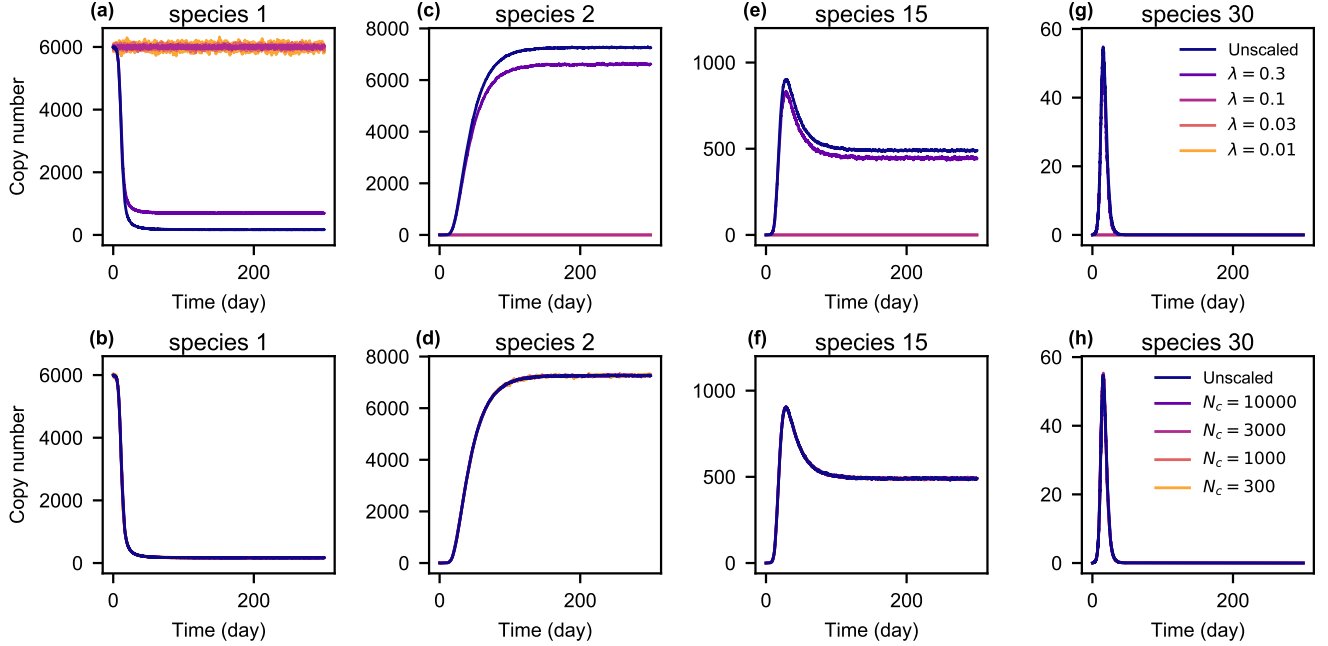 (a)
species 1
Copy number
6000
4000
2000
0
0
200
Time (day)
(c)
species 2
8000
6000
4000
2000
0
0
200
Time (day)
(e)
species 15
1000
500
0
0
200
Time (day)
(g)
species 30
60
40
20
0
0
200
Time (day)
Unscaled
λ = 0.3
λ = 0.1
λ = 0.03
λ = 0.01
(b)
species 1
Copy number
6000
4000
2000
0
0
200
Time (day)
(d)
species 2
8000
6000
4000
2000
0
0
200
Time (day)
(f)
species 15
1000
500
0
0
200
Time (day)
(h)
species 30
60
40
20
0
0
200
Time (day)
Unscaled
N_c = 10000
N_c = 3000
N_c = 1000
N_c = 300